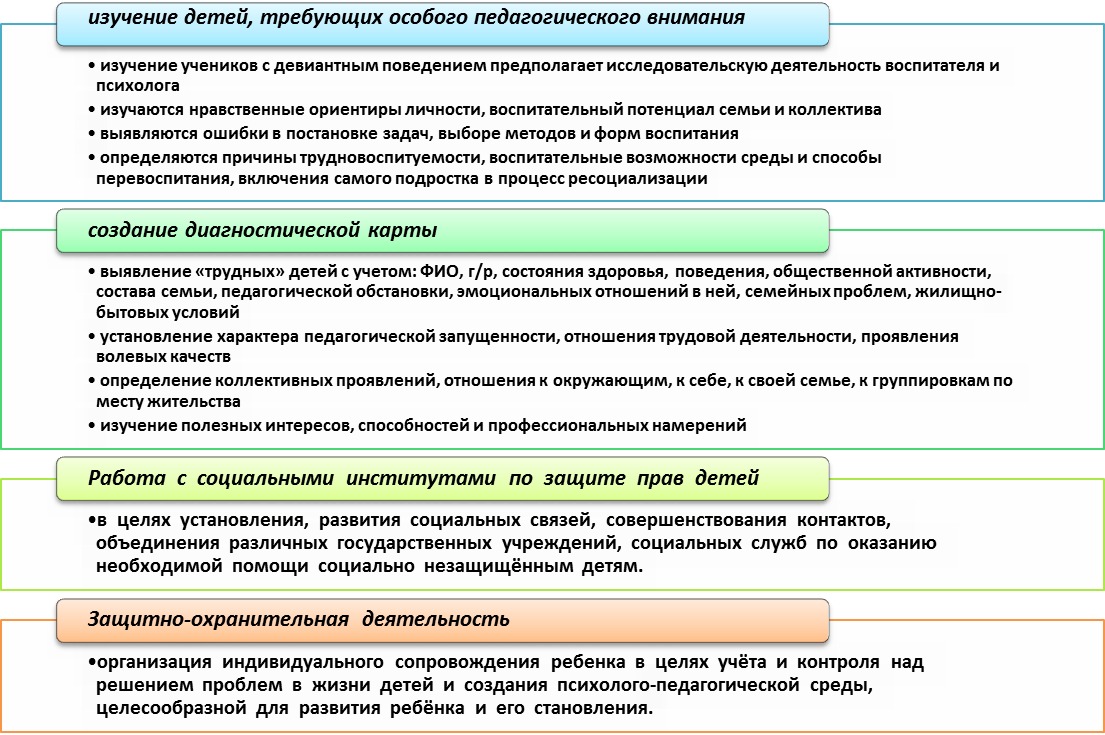 изучение детей, требующих особого педагогического внимания
• изучение учеников с девиантным поведением предполагает исследовательскую деятельность воспитателя и
психолога
• изучаются нравственные ориентиры личности, воспитательный потенциал семьи и коллектива
• выявляются ошибки в постановке задач, выборе методов и форм воспитания
• определяются причины трудновоспитуемости, воспитательные возможности среды и способы
перевоспитания, включения самого подростка в процесс ресоциализации
создание диагностической карты
• выявление «трудных» детей с учетом: ФИО, г/р, состояния здоровья, поведения, общественной активности,
состава семьи, педагогической обстановки, эмоциональных отношений в ней, семейных проблем, жилищно-
бытовых условий
• установление характера педагогической запущенности, отношения трудовой деятельности, проявления
волевых качеств
• определение коллективных проявлений, отношения к окружающим, к себе, к своей семье, к группировкам по
месту жительства
• изучение полезных интересов, способностей и профессиональных намерений
Работа с социальными институтами по защите прав детей
•в целях установления, развития социальных связей, совершенствования контактов,
объединения различных государственных учреждений, социальных служб по оказанию
необходимой помощи социально незащищённым детям.
Защитно-охранительная деятельность
•организация индивидуального сопровождения ребенка в целях учёта и контроля над
решением проблем в жизни детей и создания психолого-педагогической среды,
целесообразной для развития ребёнка и его становления.